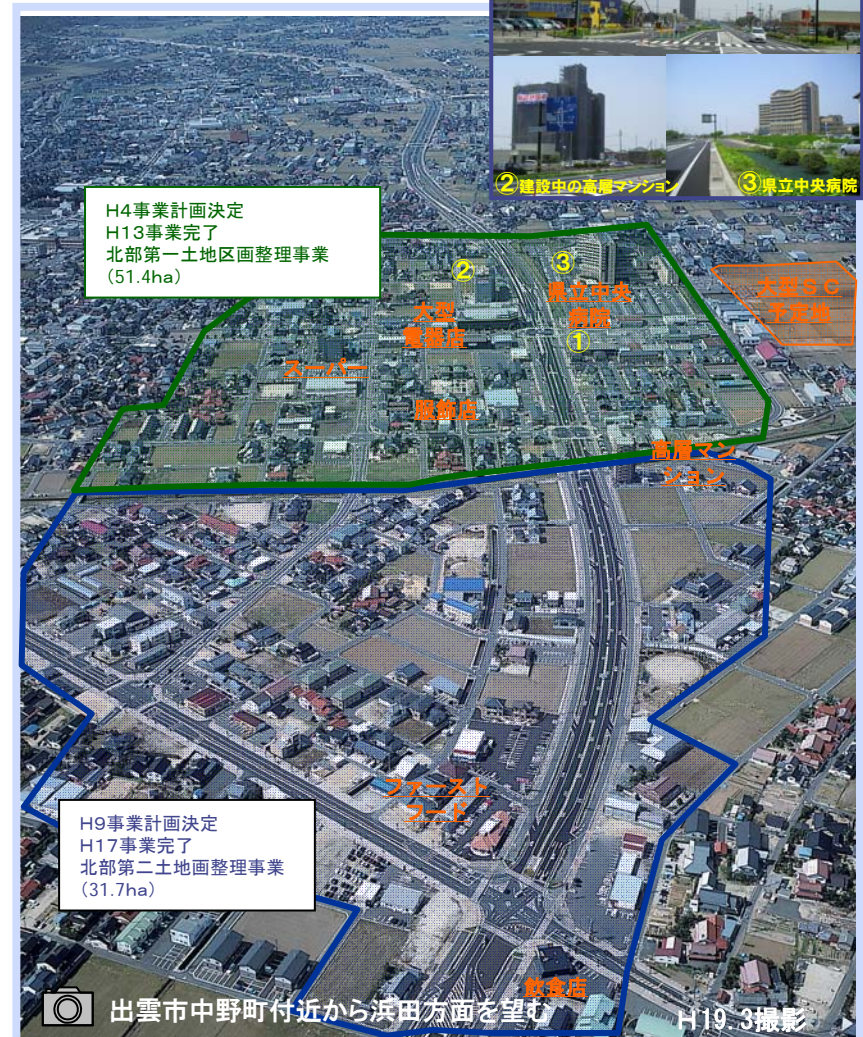 ②建設中の高層マンション
③県立中央病院
H4事業計画決定
H13事業完了
北部第一土地区画整理事業
(51.4ha)
②
③
県立中央
病院
①
大型SC
予定地
大型
電器店
スーパー
服飾店
高層マン
ション
ファースト
フード
H9事業計画決定
H17事業完了
北部第二土地画整理事業
(31.7ha)
飲食店
出雲市中野町付近から浜田方面を望む
H19.3撮影